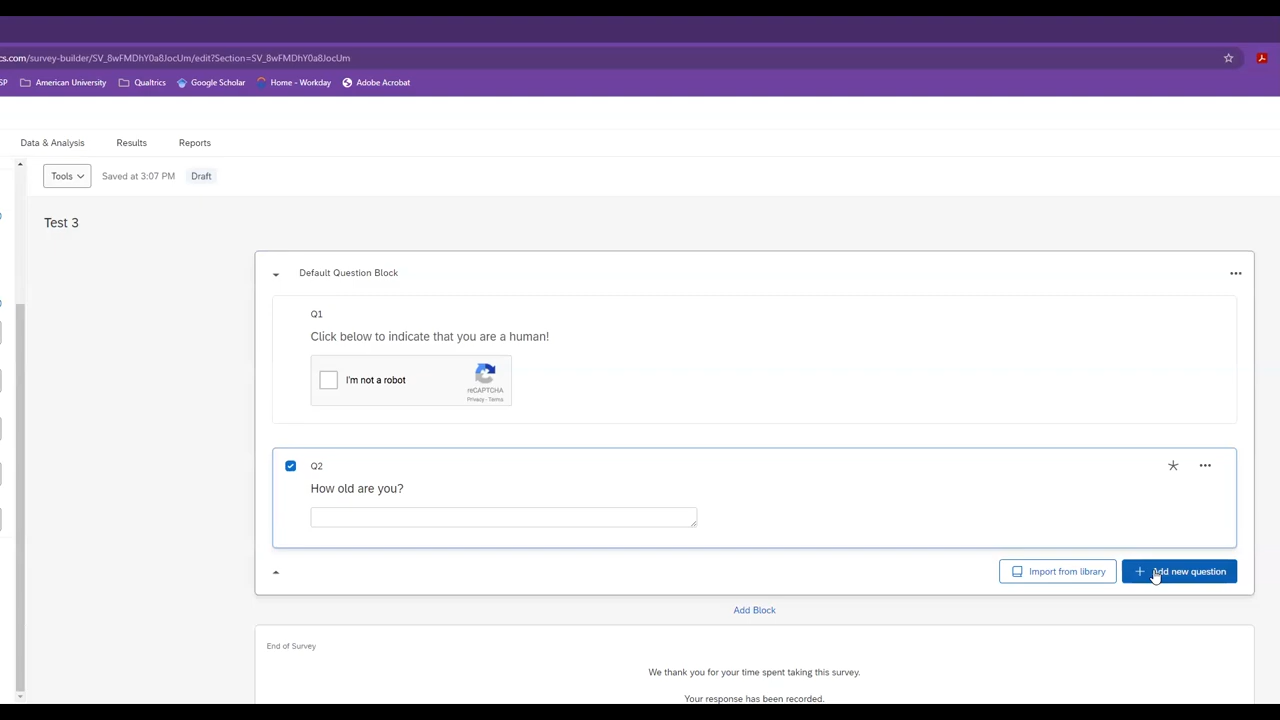 cs.com/survey-builder/SV_8wFMDhY0a8JocUm/edit?Section=SV_8wFMDhY0a8JocUm
SP American University Qualtrics Google Scholar Home - Workday Adobe Acrobat
Data & Analysis Results Reports
Tools Saved at 3:07 PM Draft
Test 3
Default Question Block
Q1
Click below to indicate that you are a human!
I'm not a robot
reCAPTCHA
Privacy - Terms
Q2
How old are you?
Import from library Add new question
Add Block
End of Survey
We thank you for your time spent taking this survey.
Your response has been recorded.